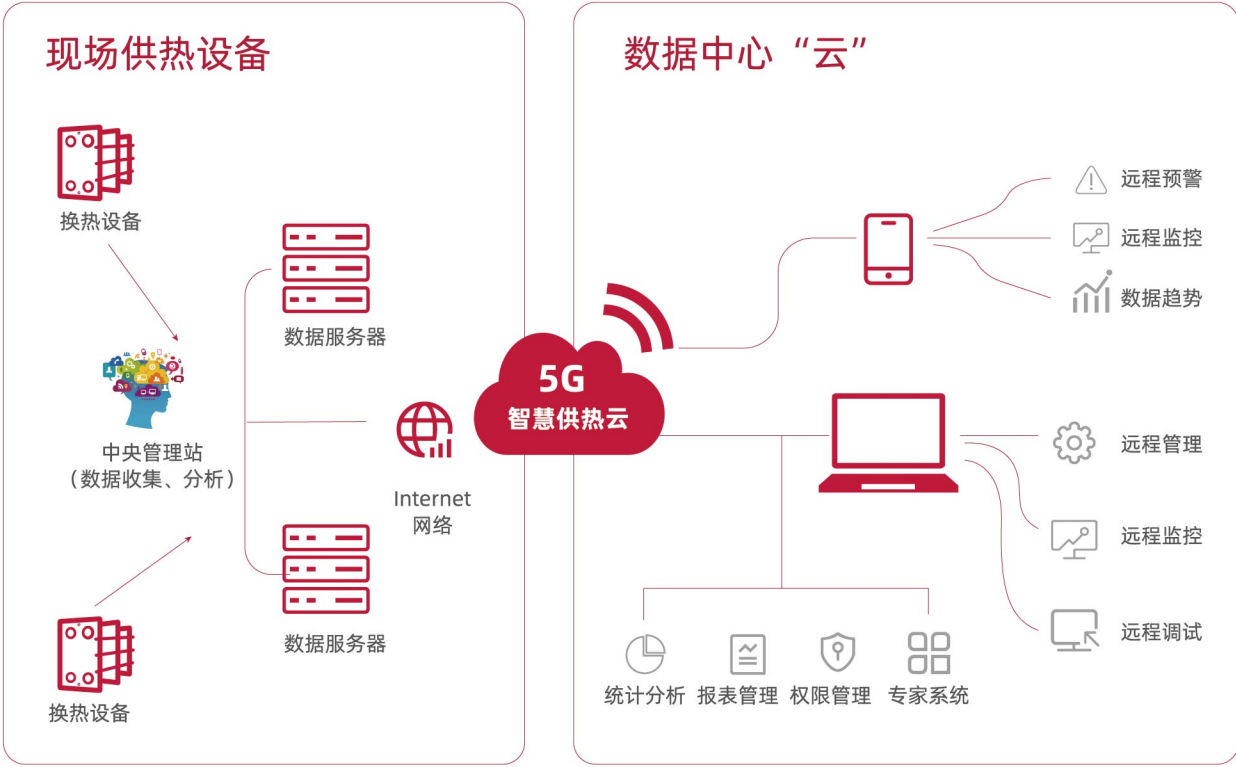 现场供热设备
换热设备
数据服务器
中央管理站
（数据收集、分析）
Internet
网络
数据服务器
换热设备
5G
智慧供热云
数据中心“云”
远程预警
远程监控
数据趋势
远程管理
远程监控
远程调试
统计分析
报表管理
权限管理
专家系统